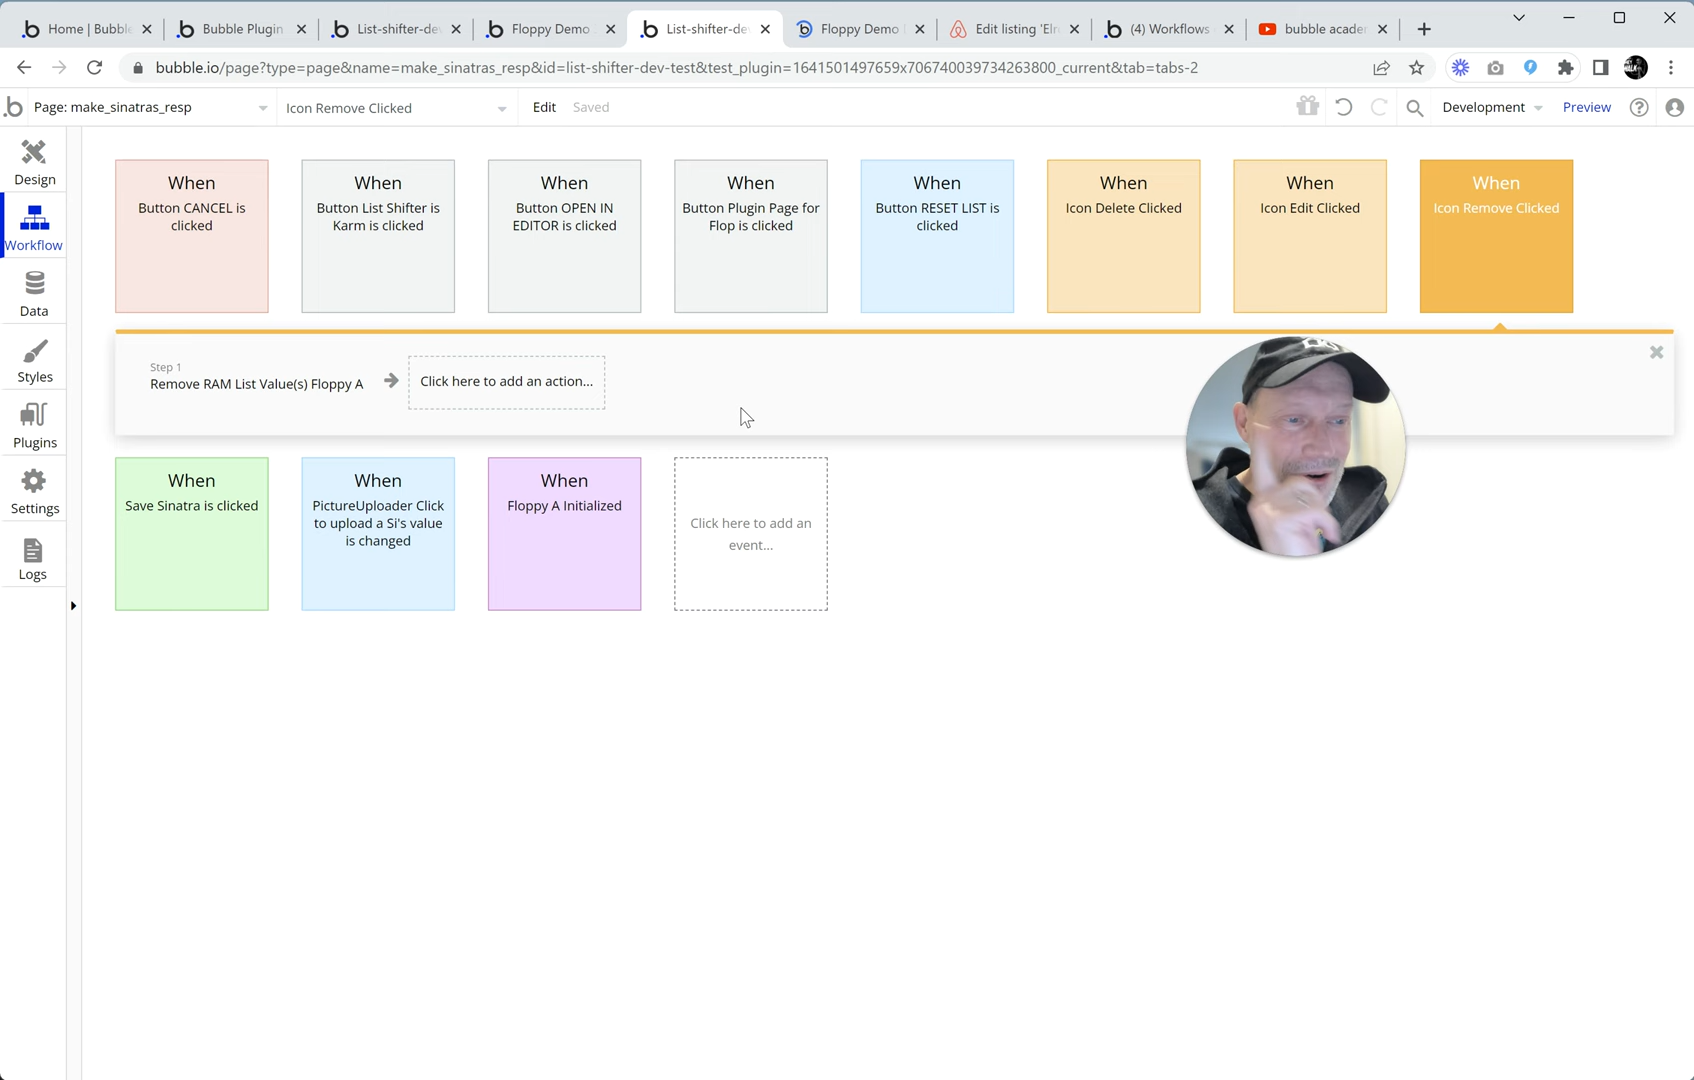 Home | Bubble
Bubble Plugin
List-shifter-dev
Floppy Demo
List-shifter-dev
Floppy Demo
Edit listing 'Elro
(4) Workflows
bubble acader
bubble.io/page?type=page&name=make_sinatras_resp&id=list-shifter-dev-test&test_plugin=1641501497659x706740039734263800_current&tab=tabs-2
Page: make_sinatras_resp
Icon Remove Clicked
Edit
Saved
Development
Preview
Design
Workflow
Data
Styles
Plugins
Settings
Logs
When
Button CANCEL is
clicked
When
Button List Shifter is
Karm is clicked
When
Button OPEN IN
EDITOR is clicked
When
Button Plugin Page for
Flop is clicked
When
Button RESET LIST is
clicked
When
Icon Delete Clicked
When
Icon Edit Clicked
When
Icon Remove Clicked
Step 1
Remove RAM List Value(s) Floppy A
Click here to add an action...
When
Save Sinatra is clicked
When
PictureUploader Click
to upload a Si's value
is changed
When
Floppy A Initialized
Click here to add an
event...